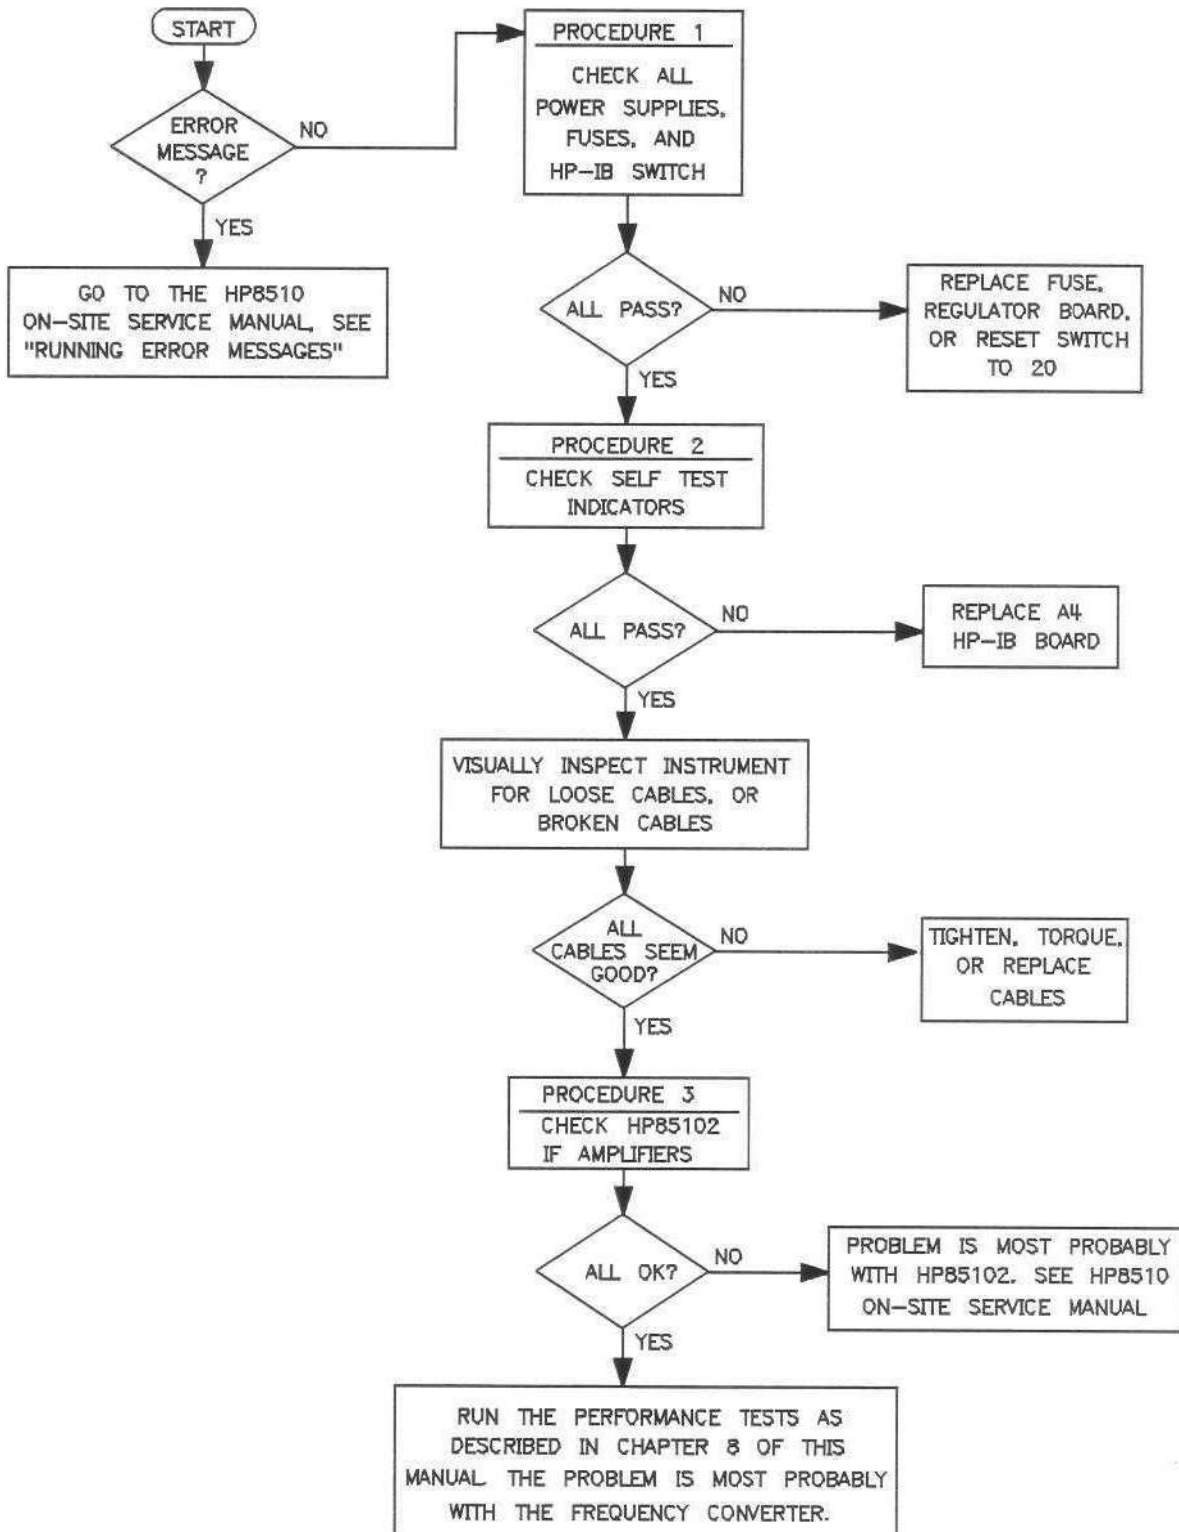 START
ERROR
MESSAGE
?
NO
YES
GO TO THE HP8510
ON-SITE SERVICE MANUAL, SEE
"RUNNING ERROR MESSAGES"
PROCEDURE 1
CHECK ALL
POWER SUPPLIES,
FUSES, AND
HP-IB SWITCH
ALL PASS?
NO
REPLACE FUSE,
REGULATOR BOARD,
OR RESET SWITCH
TO 20
YES
PROCEDURE 2
CHECK SELF TEST
INDICATORS
ALL PASS?
NO
REPLACE A4
HP-IB BOARD
YES
VISUALLY INSPECT INSTRUMENT
FOR LOOSE CABLES, OR
BROKEN CABLES
ALL
CABLES SEEM
GOOD?
NO
TIGHTEN, TORQUE,
OR REPLACE
CABLES
YES
PROCEDURE 3
CHECK HP85102
IF AMPLIFIERS
ALL OK?
NO
PROBLEM IS MOST PROBABLY
WITH HP85102. SEE HP8510
ON-SITE SERVICE MANUAL
YES
RUN THE PERFORMANCE TESTS AS
DESCRIBED IN CHAPTER 8 OF THIS
MANUAL. THE PROBLEM IS MOST PROBABLY
WITH THE FREQUENCY CONVERTER.